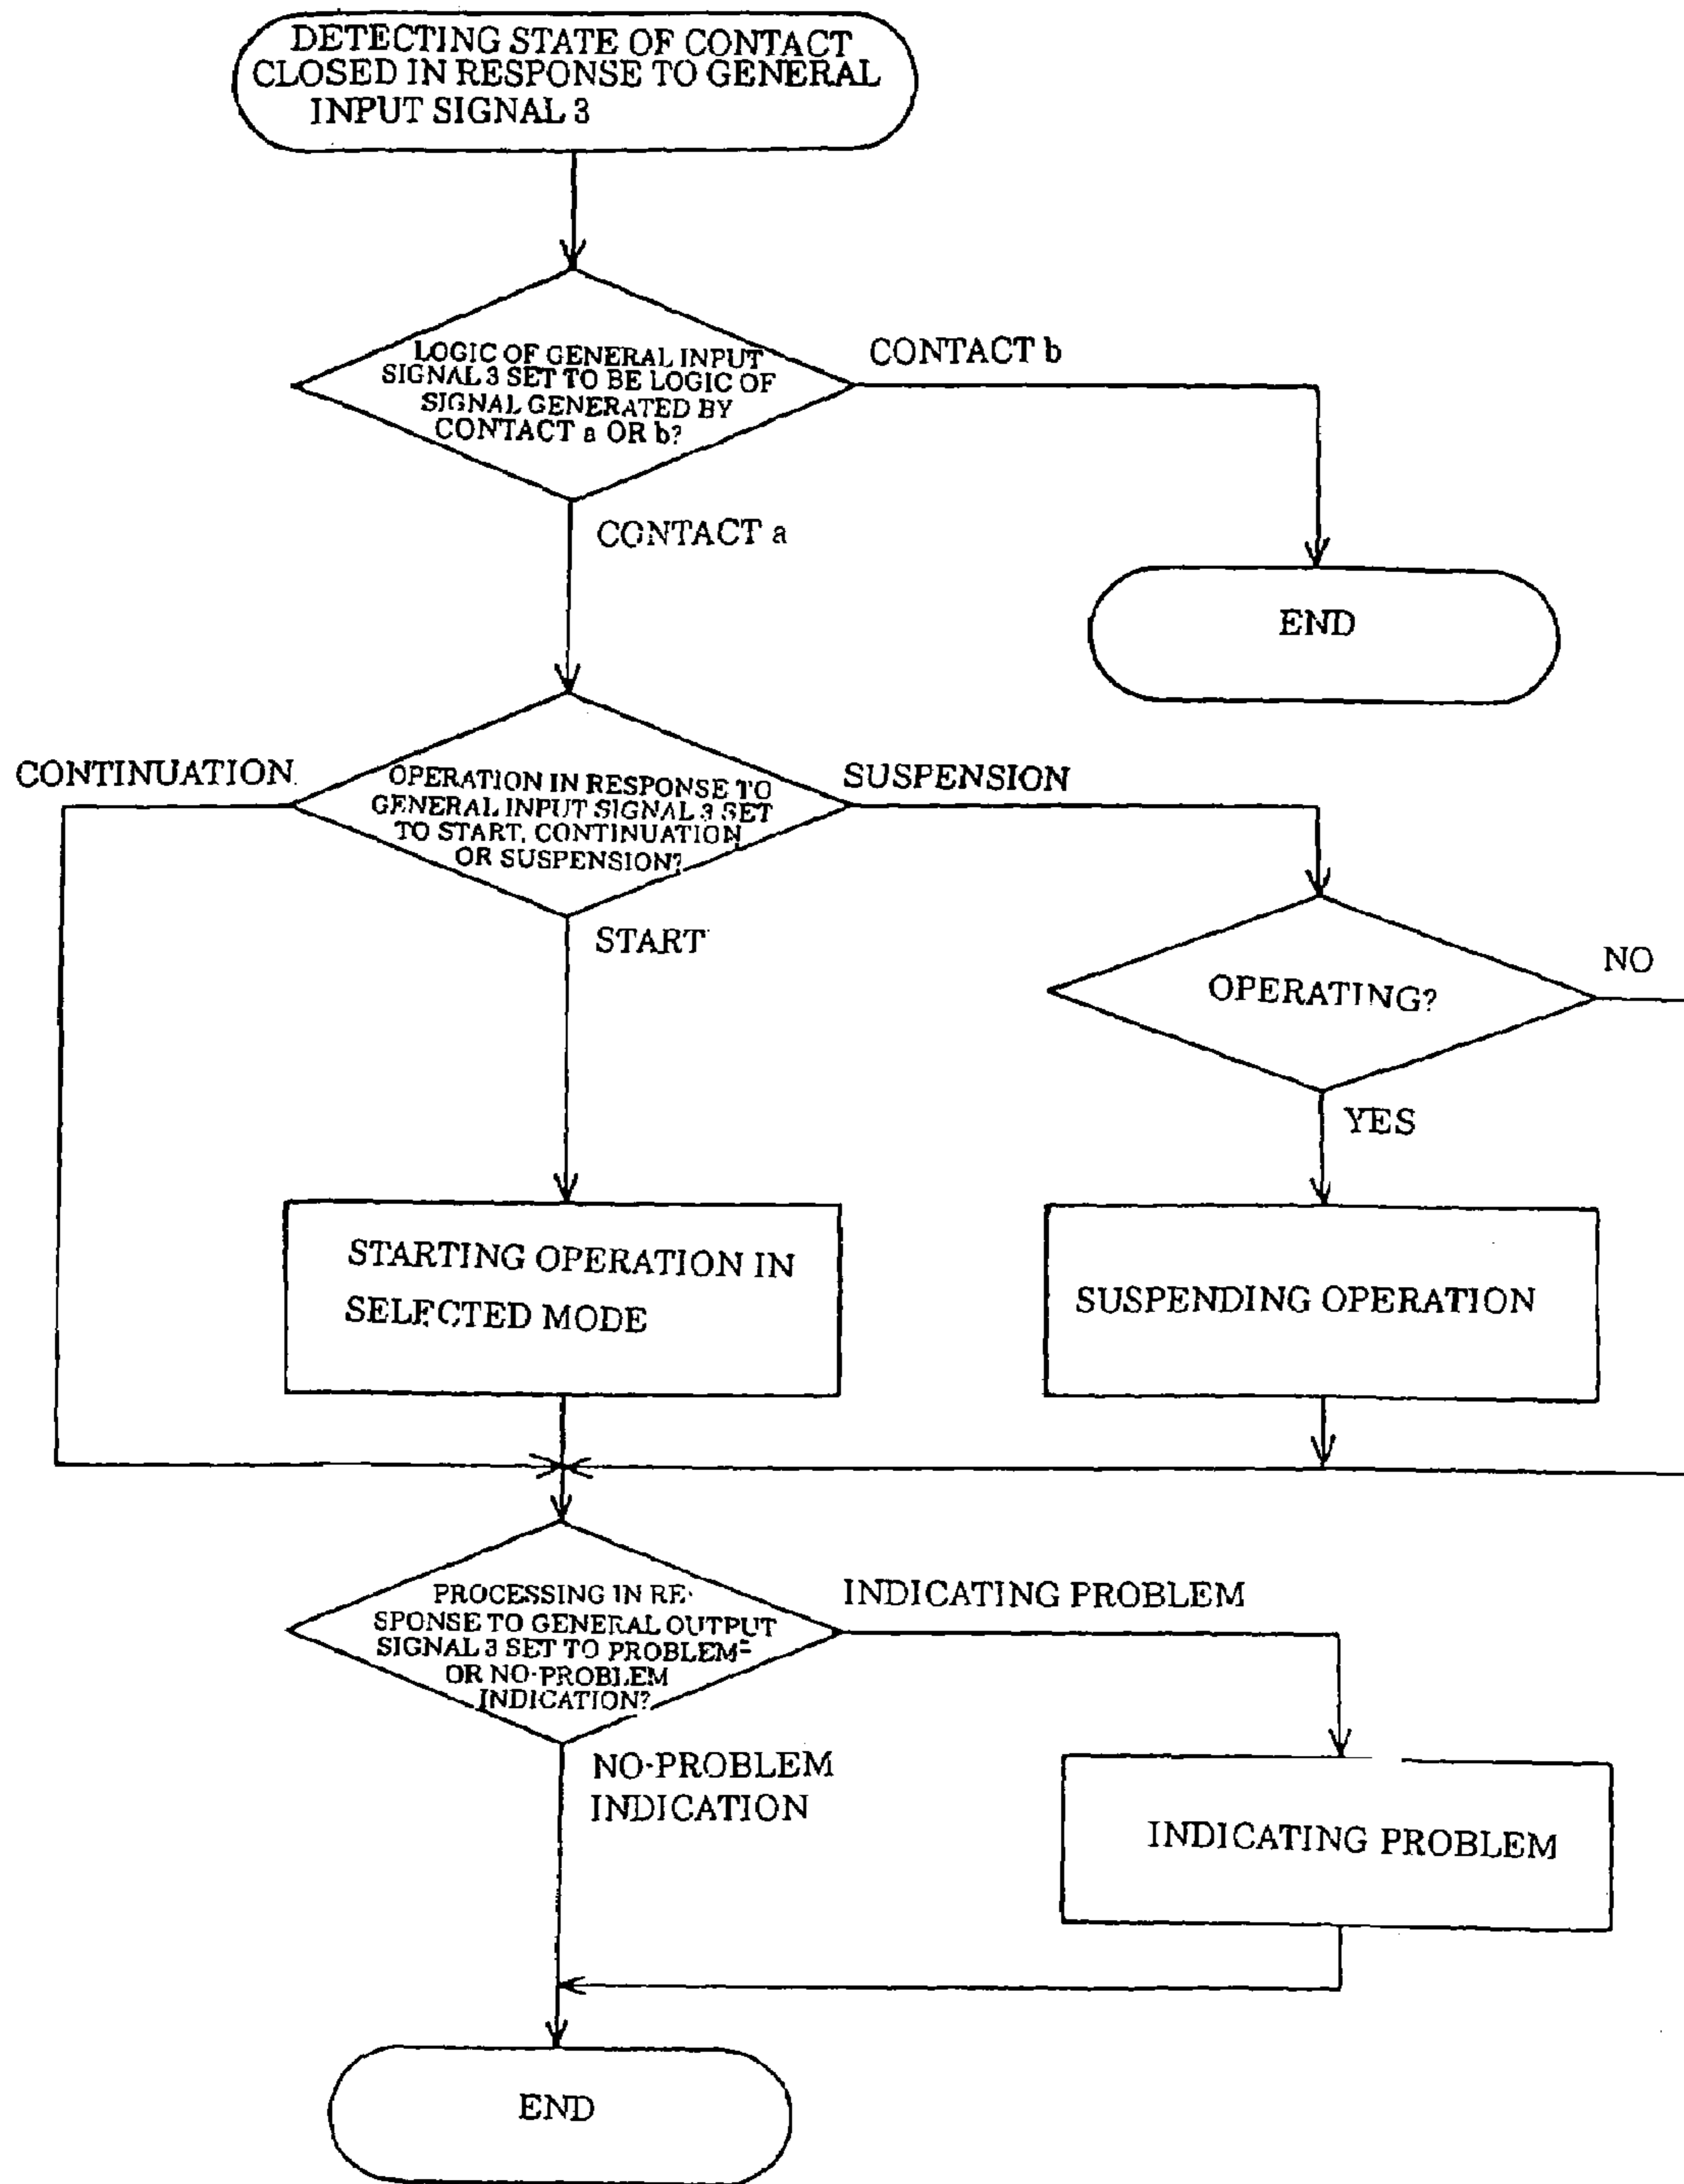 DETECTING STATE OF CONTACT
CLOSED IN RESPONSE TO GENERAL
INPUT SIGNAL 3
LOGIC OF GENERAL INPUT
SIGNAL 3 SET TO BE LOGIC OF
SIGNAL GENERATED BY
CONTACT a OR b?
CONTACT b
CONTACT a
END
CONTINUATION
OPERATION IN RESPONSE TO
GENERAL INPUT SIGNAL 3 SET
TO START, CONTINUATION
OR SUSPENSION?
SUSPENSION
START
OPERATING?
NO
YES
STARTING OPERATION IN
SELECTED MODE
SUSPENDING OPERATION
PROCESSING IN RE-
SPONSE TO GENERAL OUTPUT
SIGNAL 3 SET TO PROBLEM-
OR NO-PROBLEM
INDICATION?
INDICATING PROBLEM
NO-PROBLEM
INDICATION
INDICATING PROBLEM
END